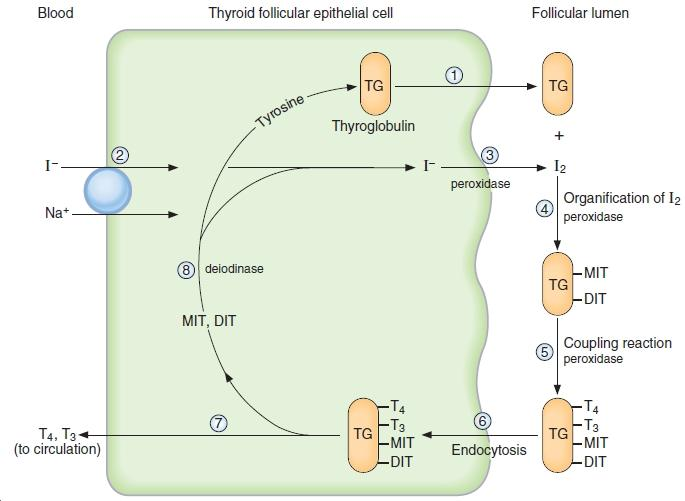 Blood
Thyroid follicular epithelial cell
Follicular lumen
TG
1
TG
Tyrosine
Thyroglobulin
+
2
I–
I–
3
I2
peroxidase
Na+
4
Organification of I2
peroxidase
8
deiodinase
TG
MIT
DIT
MIT, DIT
5
Coupling reaction
peroxidase
T4, T3
(to circulation)
7
TG
T4
T3
MIT
DIT
6
Endocytosis
TG
T4
T3
MIT
DIT